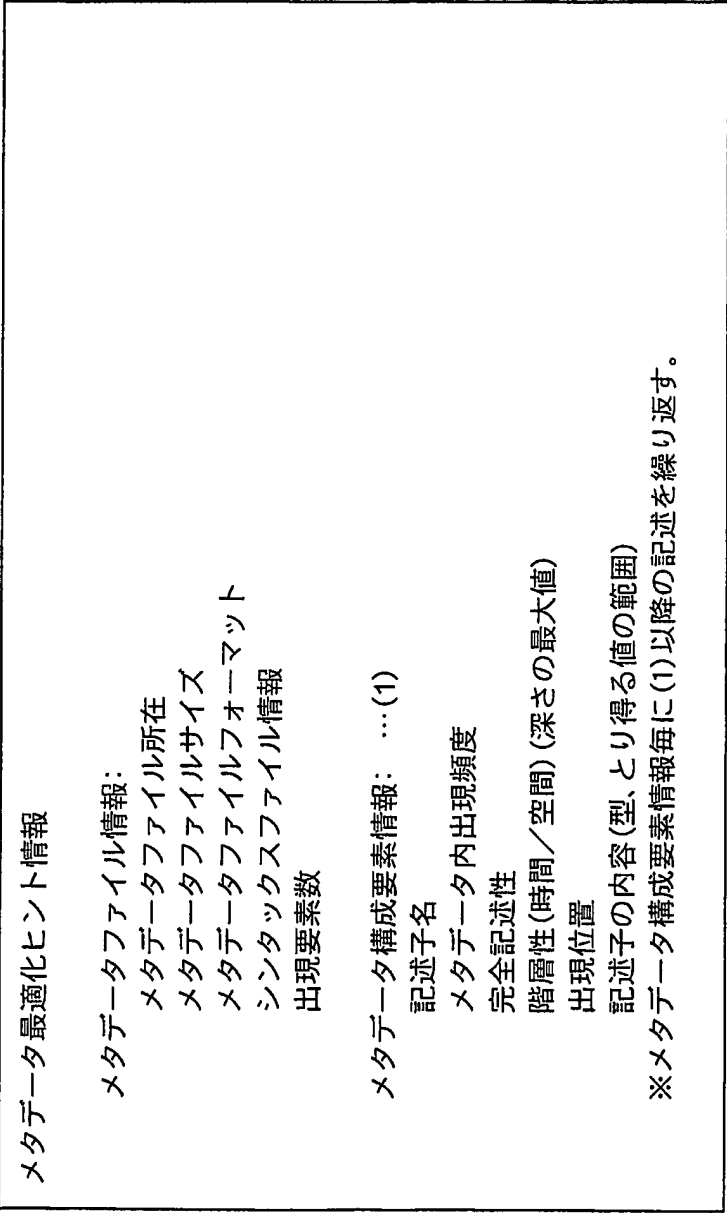 メタデータ最適化ヒント情報
メタデータファイル情報：
メタデータファイル所在
メタデータファイルサイズ
メタデータファイルフォーマット
シンタックスファイル情報
出現要素数
メタデータ構成要素情報： …(1)
記述子名
メタデータ内出現頻度
完全記述性
階層性(時間／空間)(深さの最大値)
出現位置
記述子の内容(型、とり得る値の範囲)
※メタデータ構成要素情報毎に(1)以降の記述を繰り返す。